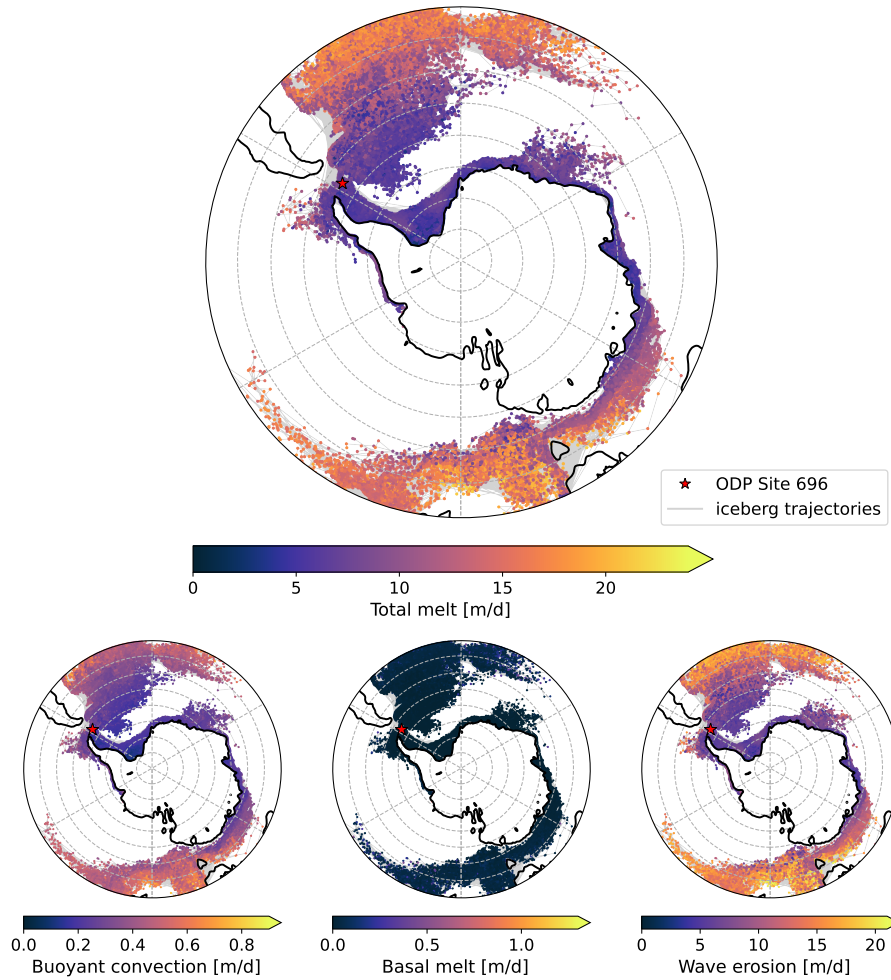 ODP Site 696
iceberg trajectories
0 5 10 15 20
Total melt [m/d]
0.0 0.2 0.4 0.6 0.8
Buoyant convection [m/d]
0.0 0.5 1.0
Basal melt [m/d]
0 5 10 15 20
Wave erosion [m/d]